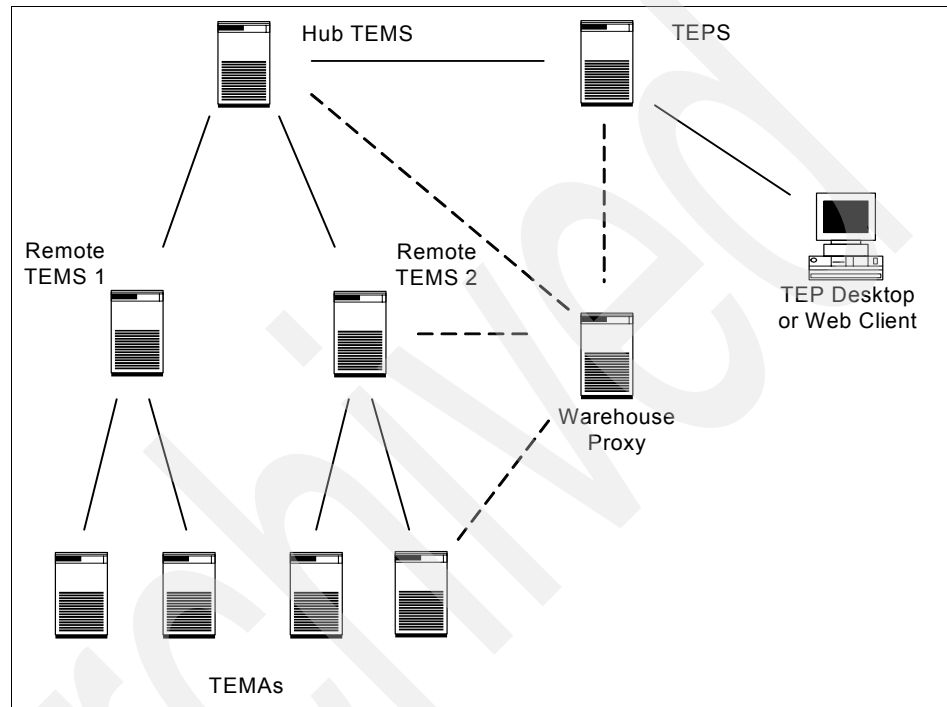 Hub TEMS
TEPS
Remote
TEMS 1
Remote
TEMS 2
TEP Desktop
or Web Client
Warehouse
Proxy
TEMAs